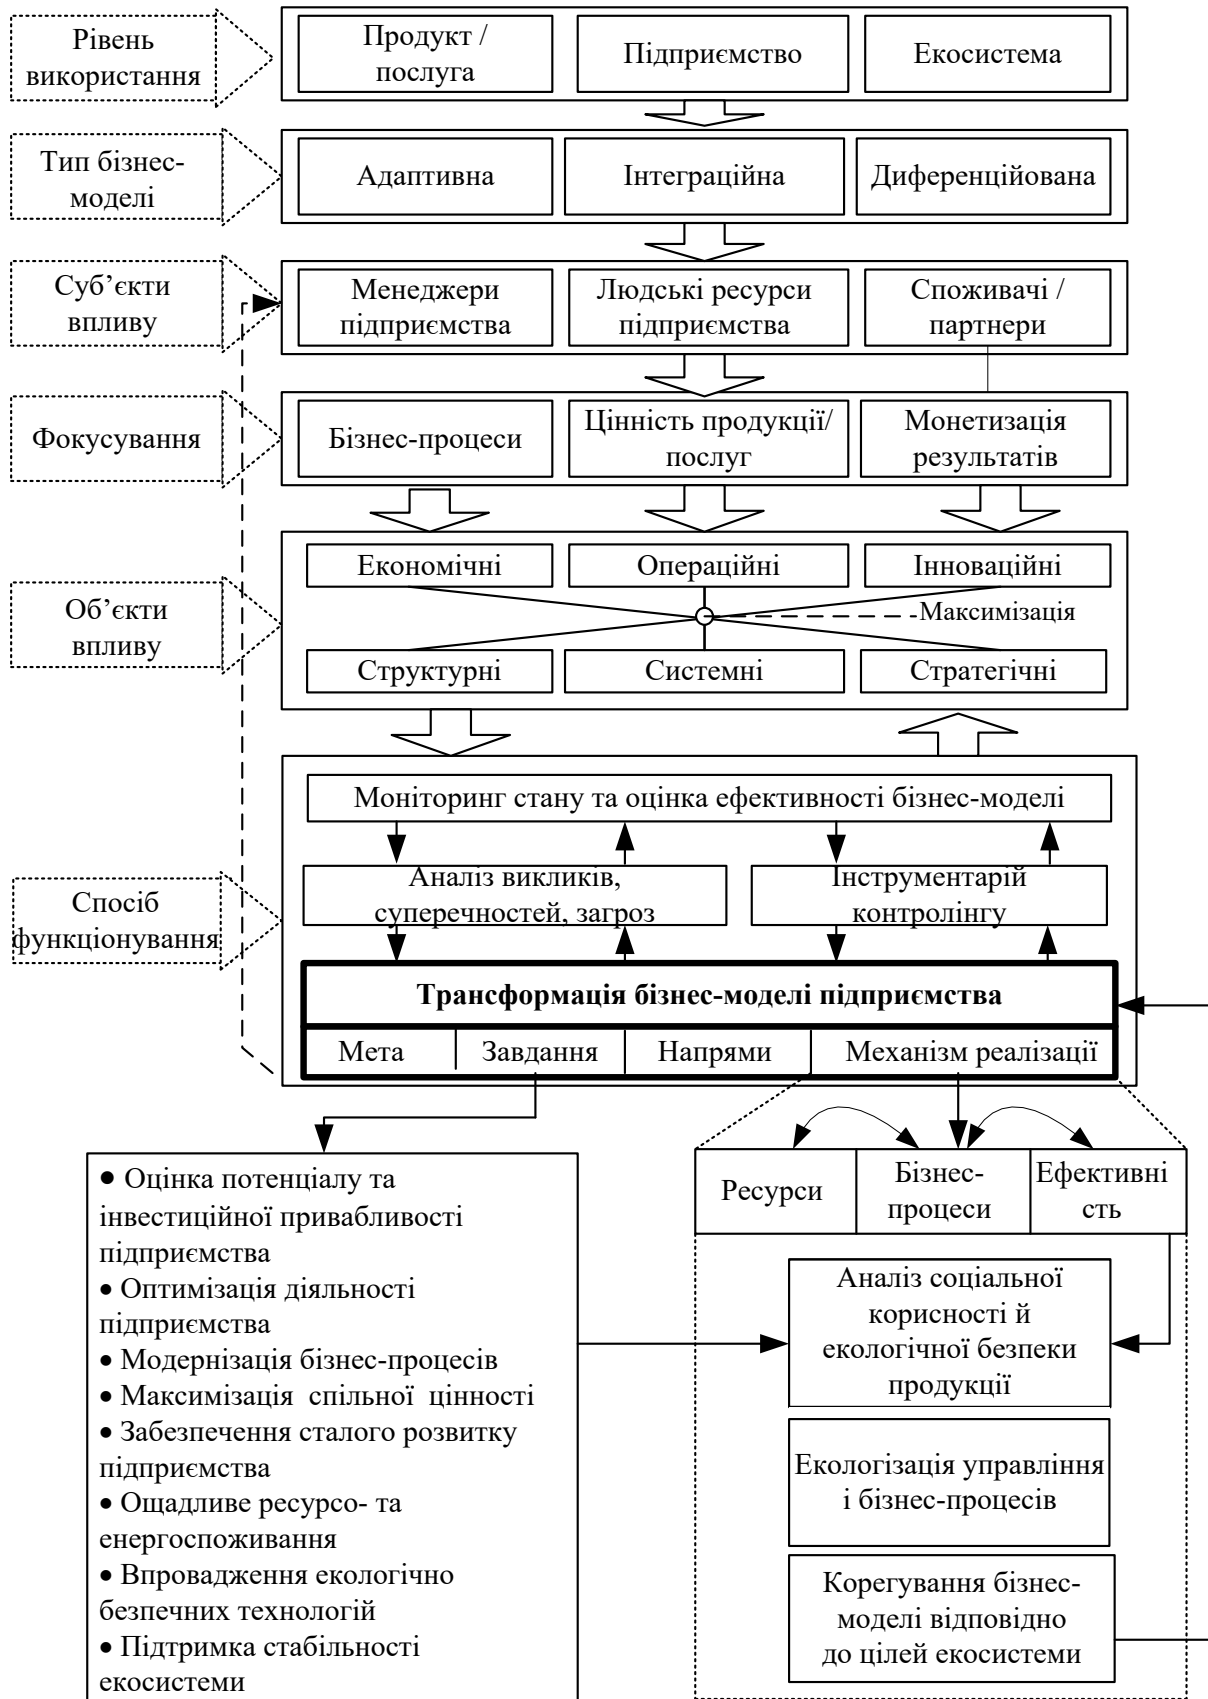 Рівень
використання
Продукт /
послуга
Підприємство
Екосистема
Тип бізнес-
моделі
Адаптивна
Інтеграційна
Диференційована
Суб’єкти
впливу
Менеджери
підприємства
Людські ресурси
підприємства
Споживачі /
партнери
Фокусування
Бізнес-процеси
Цінність продукції/
послуг
Монетизація
результатів
Об’єкти
впливу
Економічні
Операційні
Інноваційні
Максимізація
Структурні
Системні
Стратегічні
Спосіб
функціонування
Моніторинг стану та оцінка ефективності бізнес-моделі
Аналіз викликів,
суперечностей, загроз
Інструментарій
контролінгу
Трансформація бізнес-моделі підприємства
Мета
Завдання
Напрями
Механізм реалізації
• Оцінка потенціалу та
інвестиційної привабливості
підприємства
• Оптимізація діяльності
підприємства
• Модернізація бізнес-процесів
• Максимізація спільної цінності
• Забезпечення сталого розвитку
підприємства
• Ощадливе ресурсо- та
енергоспоживання
• Впровадження екологічно
безпечних технологій
• Підтримка стабільності
екосистеми
Ресурси
Бізнес-
процеси
Ефективні
сть
Аналіз соціальної
корисності й
екологічної безпеки
продукції
Екологізація управління
і бізнес-процесів
Корегування бізнес-
моделі відповідно
до цілей екосистеми